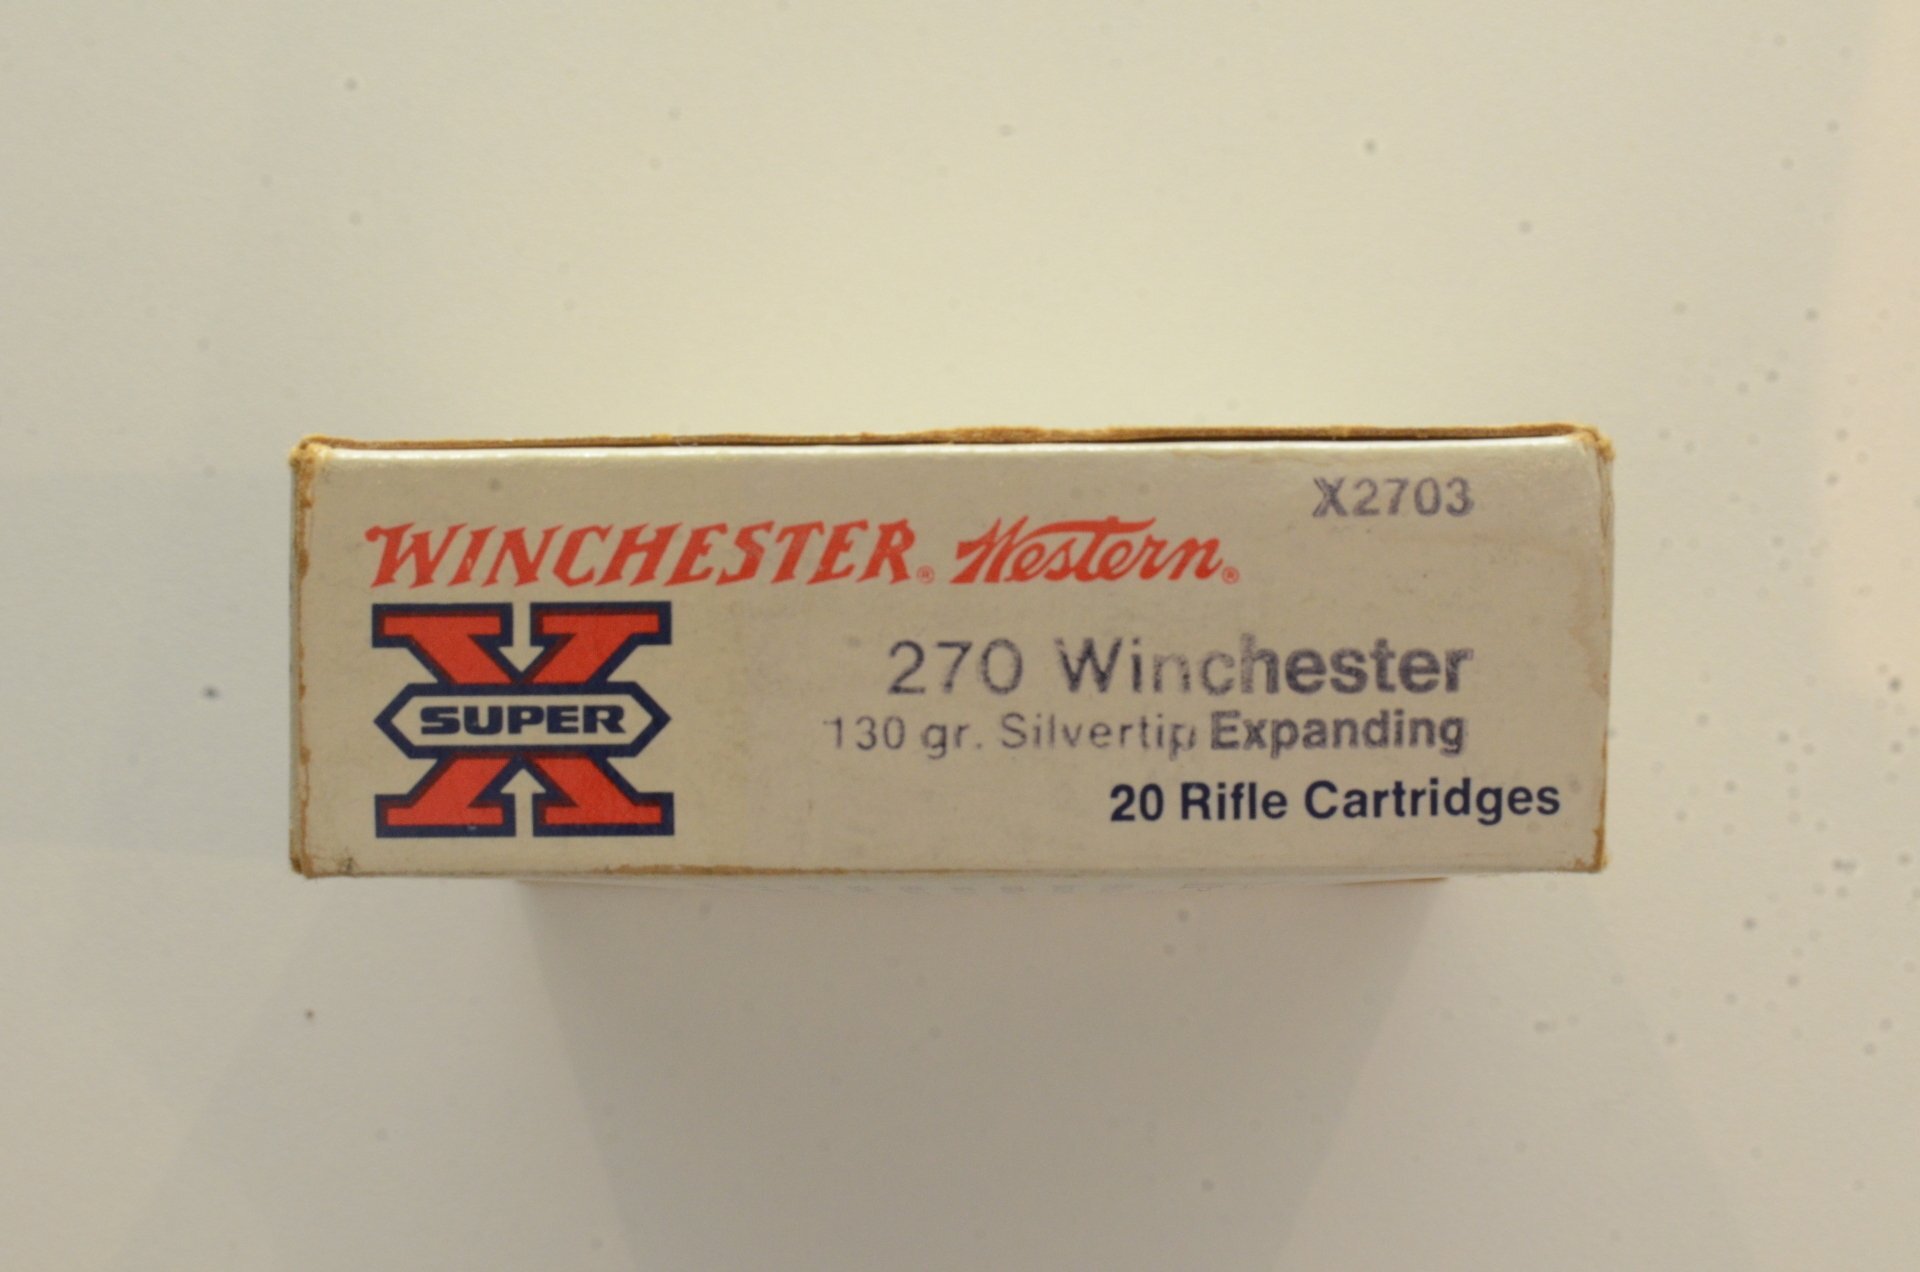 X2703
WINCHESTER® Western®
X
SUPER
270 Winchester
130 gr. Silvertip Expanding
20 Rifle Cartridges